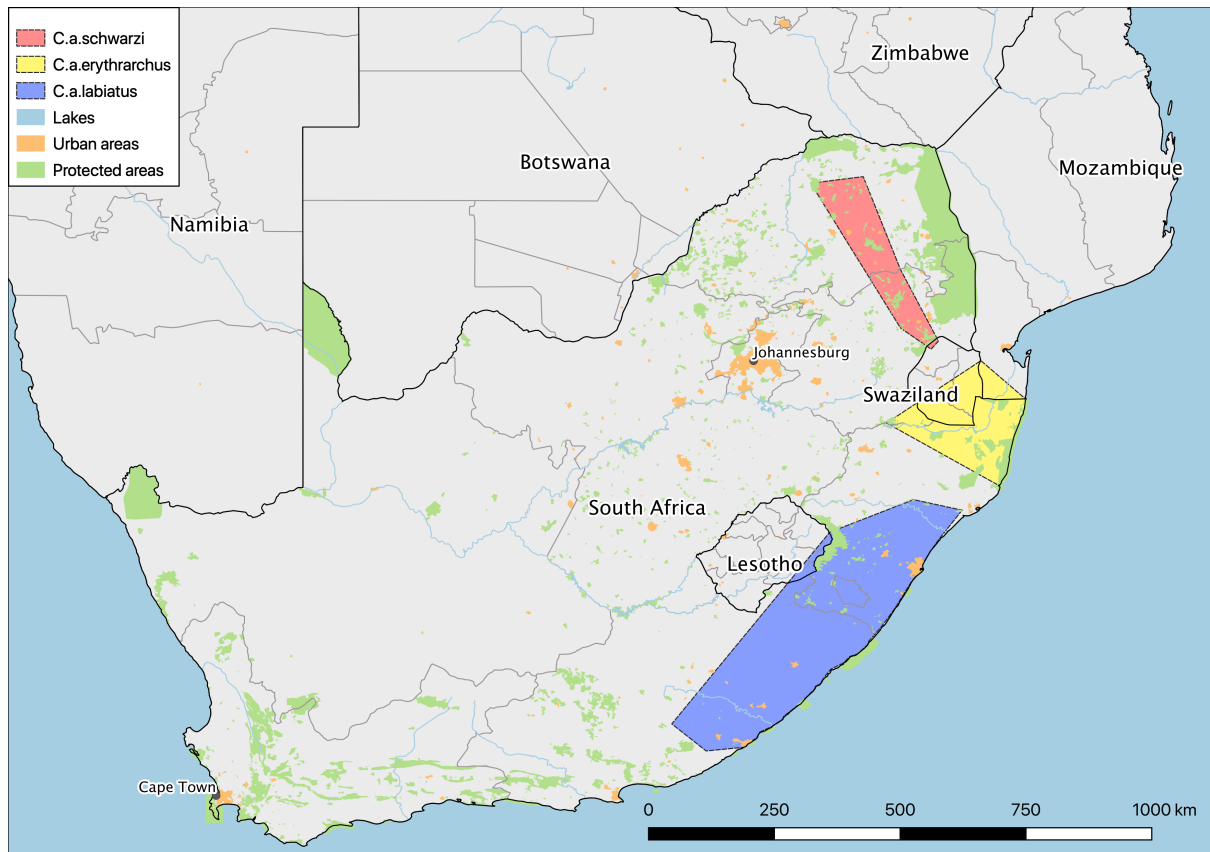 C.a.schwarzi
C.a.erythrarchus
C.a.labiatus
Lakes
Urban areas
Protected areas
Zimbabwe
Botswana
Mozambique
Namibia
Johannesburg
Swaziland
South Africa
Lesotho
Cape Town
0 250 500 750 1000 km